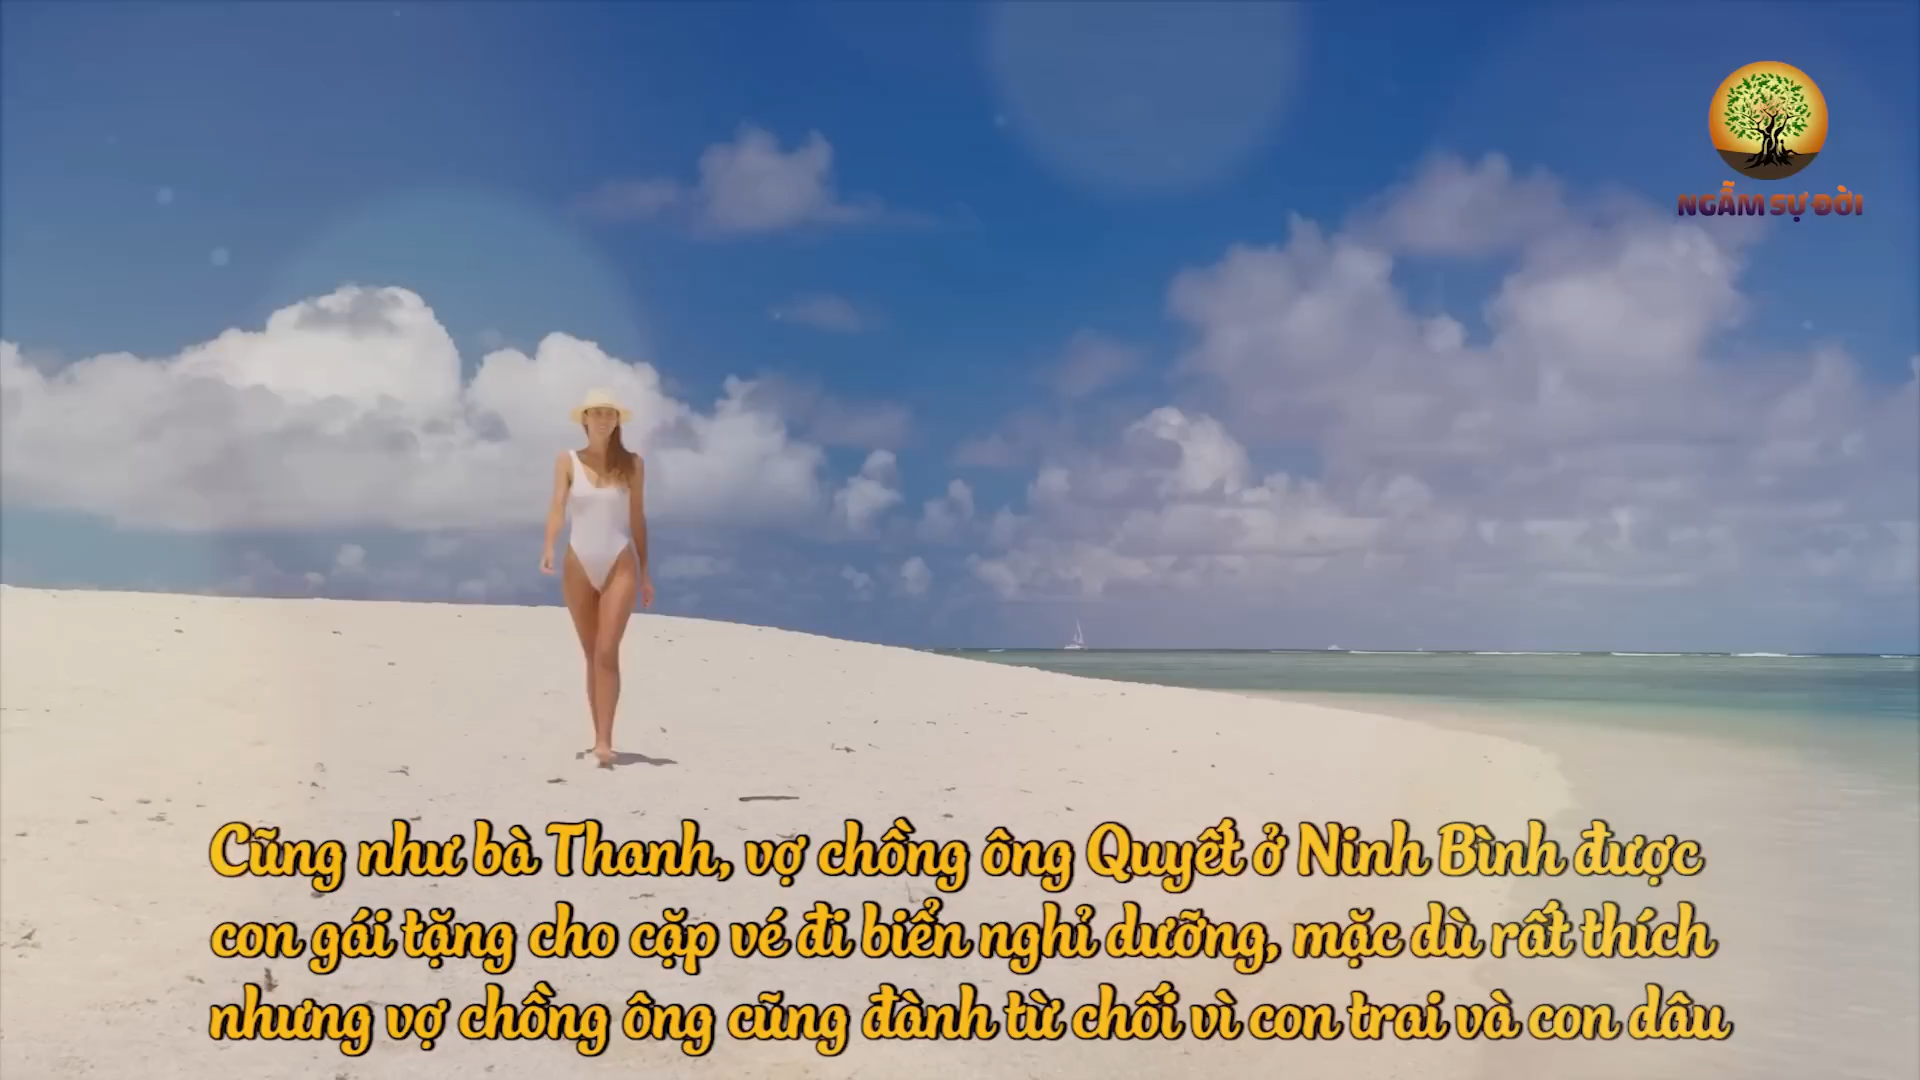 NGẪM SỰ ĐỜI
Cũng như bà Thanh, vợ chồng ông Quyết ở Ninh Bình được
con gái tặng cho cặp vé đi biển nghỉ dưỡng, mặc dù rất thích
nhưng vợ chồng ông cũng đành từ chối vì con trai và con dâu